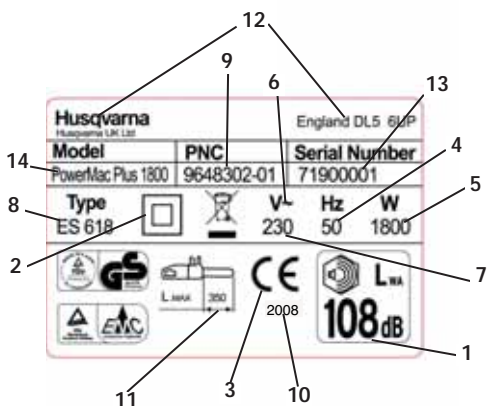 12
9
6
13
Husqvarna
England DL5 6UP
Husqvarna UK Ltd
4
Model
PNC
Serial Number
14
PowerMac Plus 1800
9648302-01
71900001
5
8
Type
V~
Hz
W
ES 618
230
50
1800
2
7
GS
L MAX
350
CE
LWA
EMC
2008
108dB
1
11
3
10